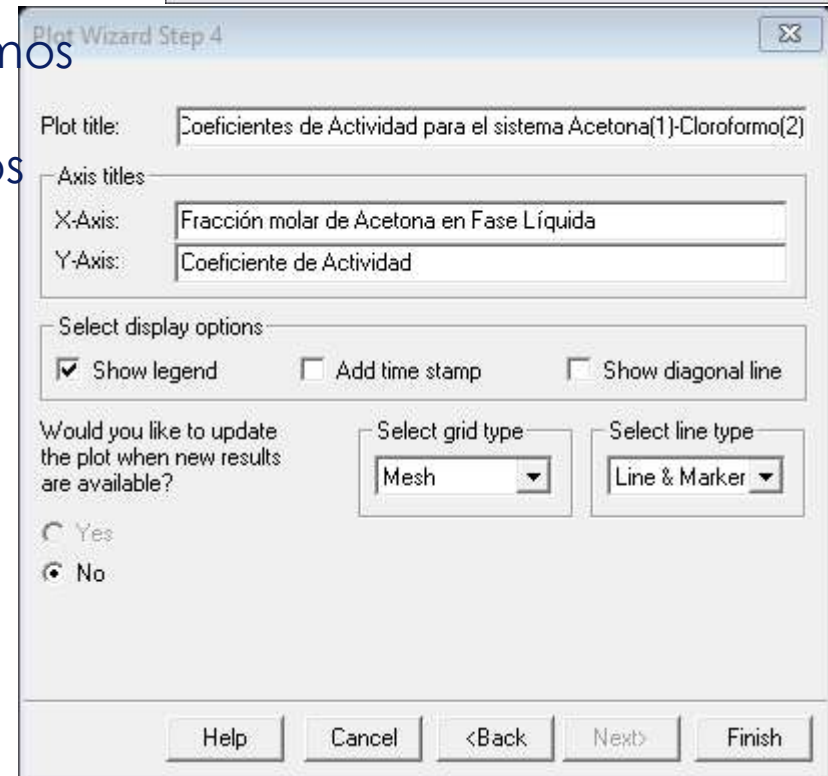 mos
os
Plot Wizard Step 4
Plot title: Coeficientes de Actividad para el sistema Acetona(1)-Cloroformo(2)
Axis titles
X-Axis: Fracción molar de Acetona en Fase Líquida
Y-Axis: Coeficiente de Actividad
Select display options
Show legend Add time stamp Show diagonal line
Would you like to update
the plot when new results
are available?
Yes
No
Select grid type
Mesh
Select line type
Line & Marker
Help Cancel <Back Next> Finish